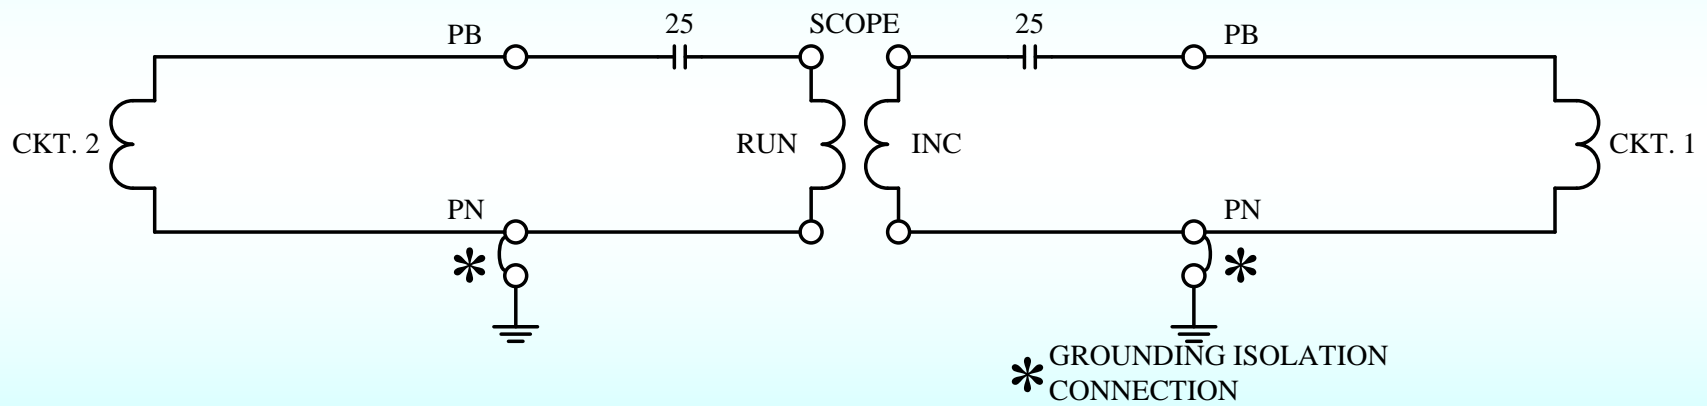 PB
25
SCOPE
25
PB
CKT. 2
RUN
INC
CKT. 1
PN
PN
*
*
* GROUNDING ISOLATION
CONNECTION